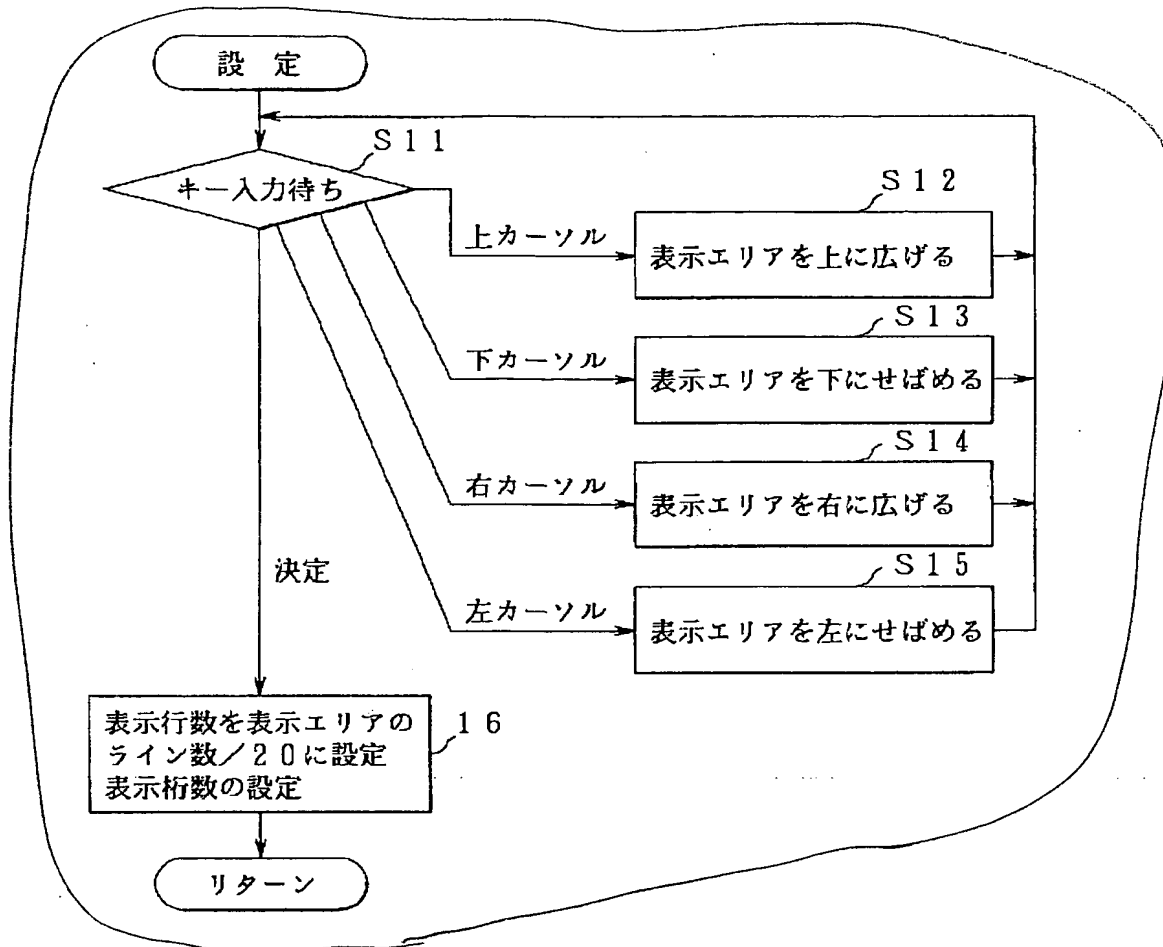 設 定
S11
キー入力待ち
S12
上カーソル
表示エリアを上に広げる
S13
下カーソル
表示エリアを下にせばめる
S14
右カーソル
表示エリアを右に広げる
S15
決定
左カーソル
表示エリアを左にせばめる
16
表示行数を表示エリアの
ライン数/20に設定
表示桁数の設定
リターン